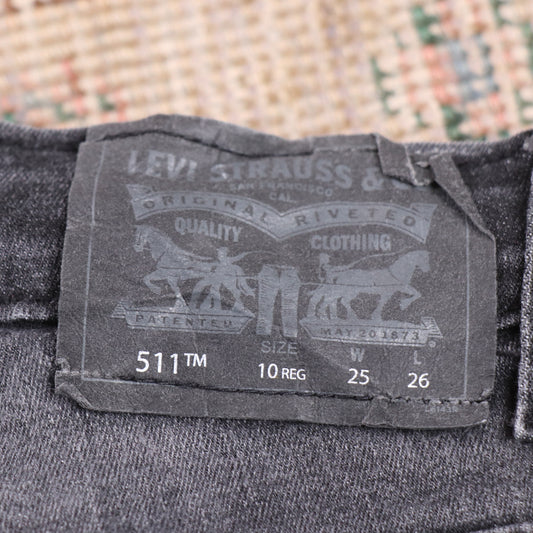 LEVI STRAUSS &
SAN FRANCISCO
CAL.
ORIGINAL RIVETED
QUALITY CLOTHING
PATENTED MAY 20 1873
SIZE W L
511™ 10 REG 25 26